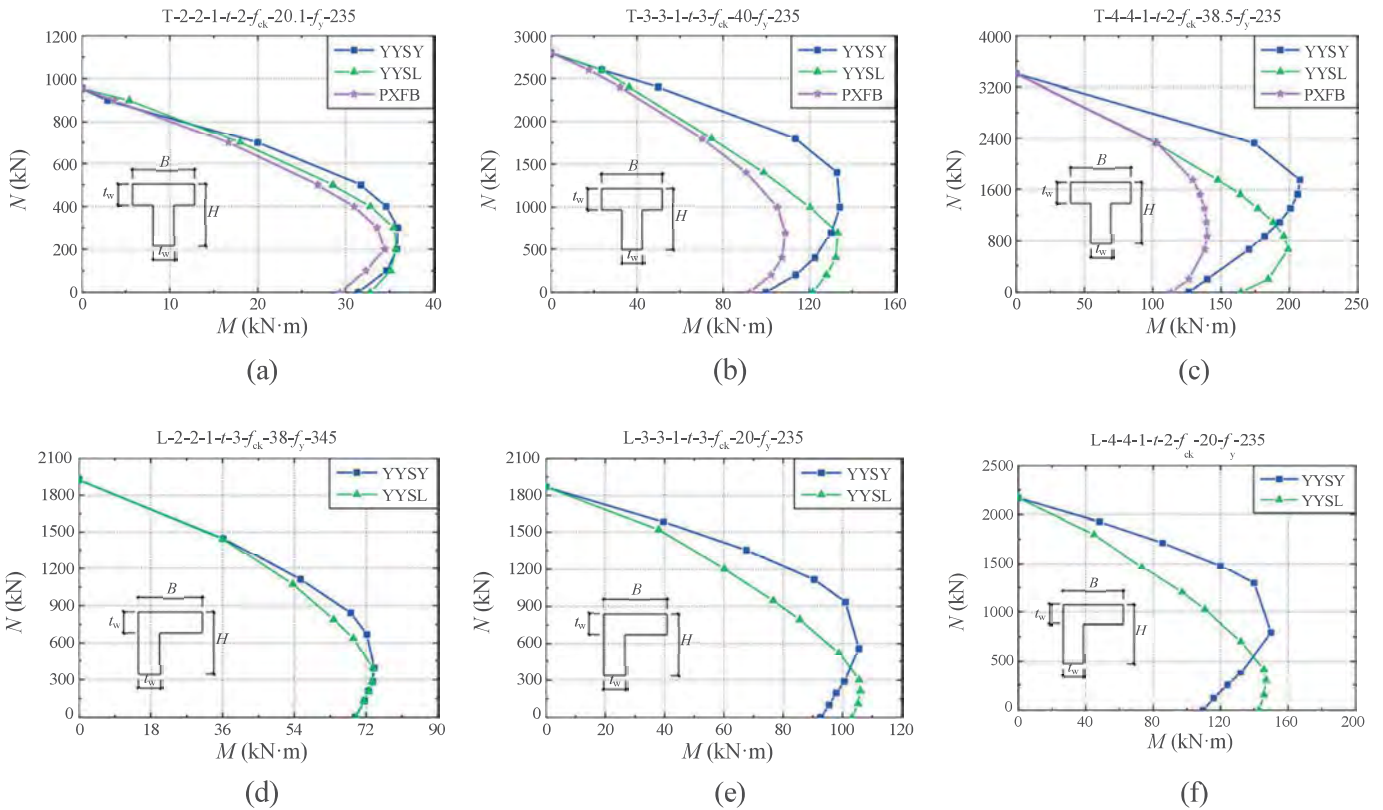 T-2-2-1-t-2-fck-20.1-fy-235
1200
1000
800
600
400
200
0
N (kN)
0
10
20
30
40
M (kN·m)
YYSY
YYSL
PXFB
B
tw
H
tw
(a)
T-3-3-1-t-3-fck-40-fy-235
3000
2500
2000
1500
1000
500
0
N (kN)
0
40
80
120
160
M (kN·m)
YYSY
YYSL
PXFB
B
tw
H
tw
(b)
T-4-4-1-t-2-fck-38.5-fy-235
4000
3200
2400
1600
800
0
N (kN)
0
50
100
150
200
250
M (kN·m)
YYSY
YYSL
PXFB
B
tw
H
tw
(c)
L-2-2-1-t-3-fck-38-fy-345
2100
1800
1500
1200
900
600
300
0
N (kN)
0
18
36
54
72
90
M (kN·m)
YYSY
YYSL
B
tw
H
tw
(d)
L-3-3-1-t-3-fck-20-fy-235
2100
1800
1500
1200
900
600
300
0
N (kN)
0
20
40
60
80
100
120
M (kN·m)
YYSY
YYSL
B
tw
H
tw
(e)
L-4-4-1-t-2-fck-20-fy-235
2500
2000
1500
1000
500
0
N (kN)
0
40
80
120
160
200
M (kN·m)
YYSY
YYSL
B
tw
H
tw
(f)